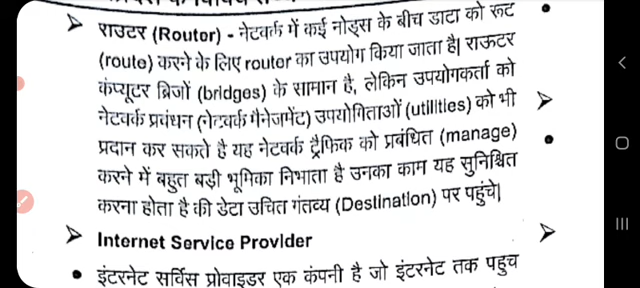 ➤ राउटर (Router) - नेटवर्क में कई नोड्स के बीच डाटा को रूट
(route) करने के लिए router का उपयोग किया जाता है| राऊटर
कंप्यूटर ब्रिजों (bridges) के सामान है, लेकिन उपयोगकर्ता को
नेटवर्क प्रबंधन (नेटवर्क मैनेजमेंट) उपयोगिताओं (utilities) को भी
प्रदान कर सकते है यह नेटवर्क ट्रैफिक को प्रबंधित (manage)
करने में बहुत बड़ी भूमिका निभाता है उनका काम यह सुनिश्चित
करना होता है की डेटा उचित गंतव्य (Destination) पर पहुंचे|
➤ Internet Service Provider
• इंटरनेट सर्विस प्रोवाइडर एक कंपनी है जो इंटरनेट तक पहुच